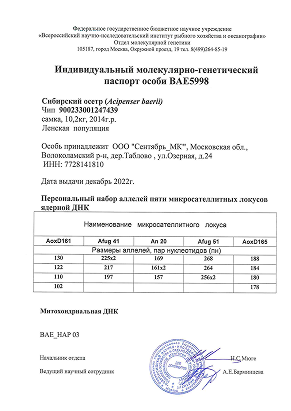 Федеральное государственное бюджетное научное учреждение
«Всероссийский научно-исследовательский институт рыбного хозяйства и океанографии»
Отдел молекулярной генетики
105187, город Москва, Окружной проезд, 19 тел. 8(499)264-95-19
Индивидуальный молекулярно-генетический
паспорт особи BAE5998
Сибирский осетр (Acipenser baerii)
Чип 900233001247439
самка, 10,2кг, 2014г.р.
Ленская популяция
Особь принадлежит ООО "Сентябрь_МК", Московская обл.,
Волоколамский р-н, дер.Таблово , ул.Озерная, д.24
ИНН: 7728141810
Дата выдачи декабрь 2022г.
Персональный набор аллелей пяти микросателлитных локусов
ядерной ДНК
Наименование микросателлитного локуса
AoxD161 Afug 41 An 20 Afug 51 AoxD165
Размеры аллелей, пар нуклеотидов (пн)
130 225x2 169 268 188
122 217 161x2 264 184
110 197 157 256x2 180
102 178
Митохондриальная ДНК
BAE_HAP 03
Начальник отдела Н.С.Мюге
Ведущий научный сотрудник А.Е.Барминцева